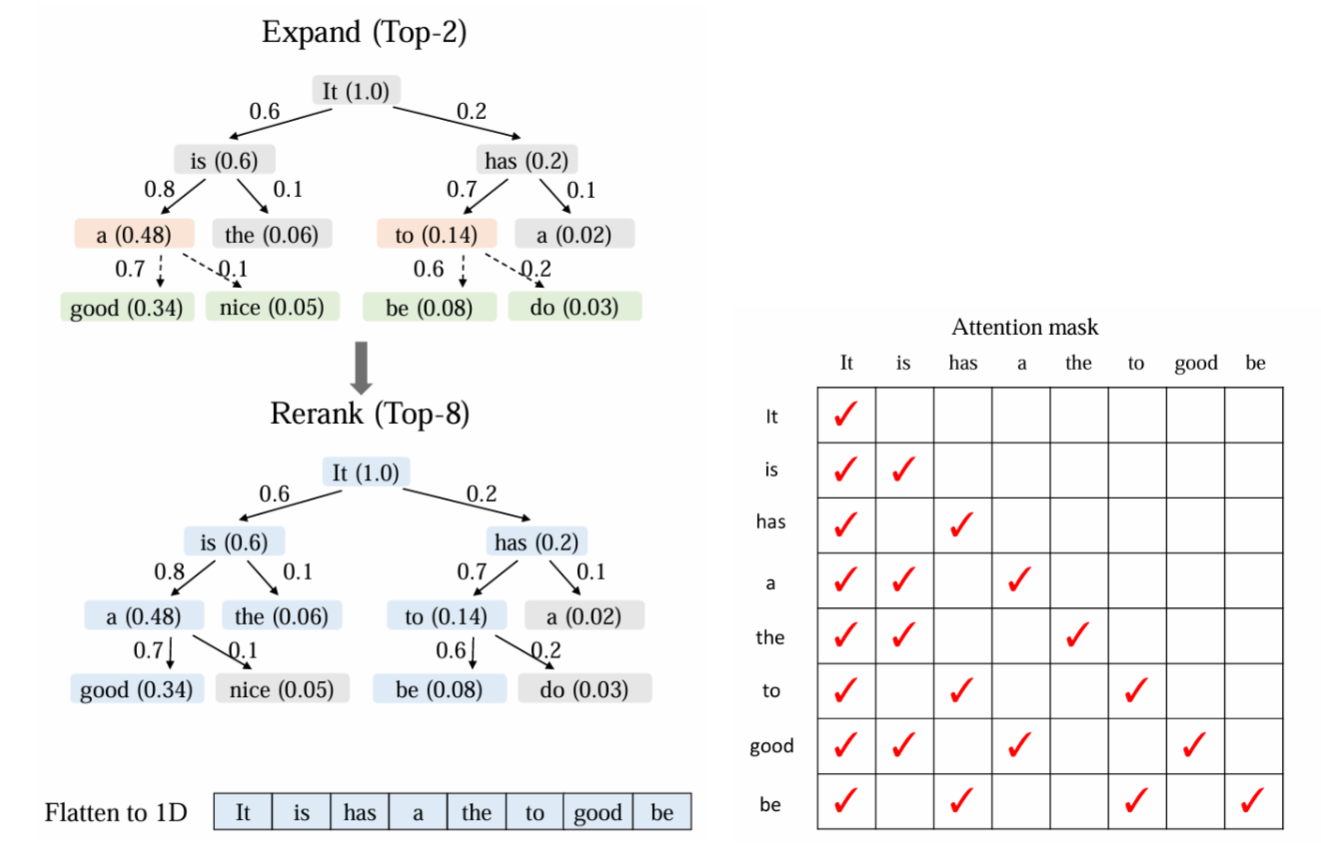 Expand (Top-2)
It (1.0)
0.6 0.2
is (0.6) has (0.2)
0.8 0.1 0.7 0.1
a (0.48) the (0.06) to (0.14) a (0.02)
0.7 0.1 0.6 0.2
good (0.34) nice (0.05) be (0.08) do (0.03)
Rerank (Top-8)
It (1.0)
0.6 0.2
is (0.6) has (0.2)
0.8 0.1 0.7 0.1
a (0.48) the (0.06) to (0.14) a (0.02)
0.7 0.1 0.6 0.2
good (0.34) nice (0.05) be (0.08) do (0.03)
Flatten to 1D It is has a the to good be
Attention mask
It is has a the to good be
It ✓
is ✓ ✓
has ✓ ✓
a ✓ ✓ ✓
the ✓ ✓ ✓
to ✓ ✓ ✓
good ✓ ✓ ✓ ✓
be ✓ ✓ ✓ ✓